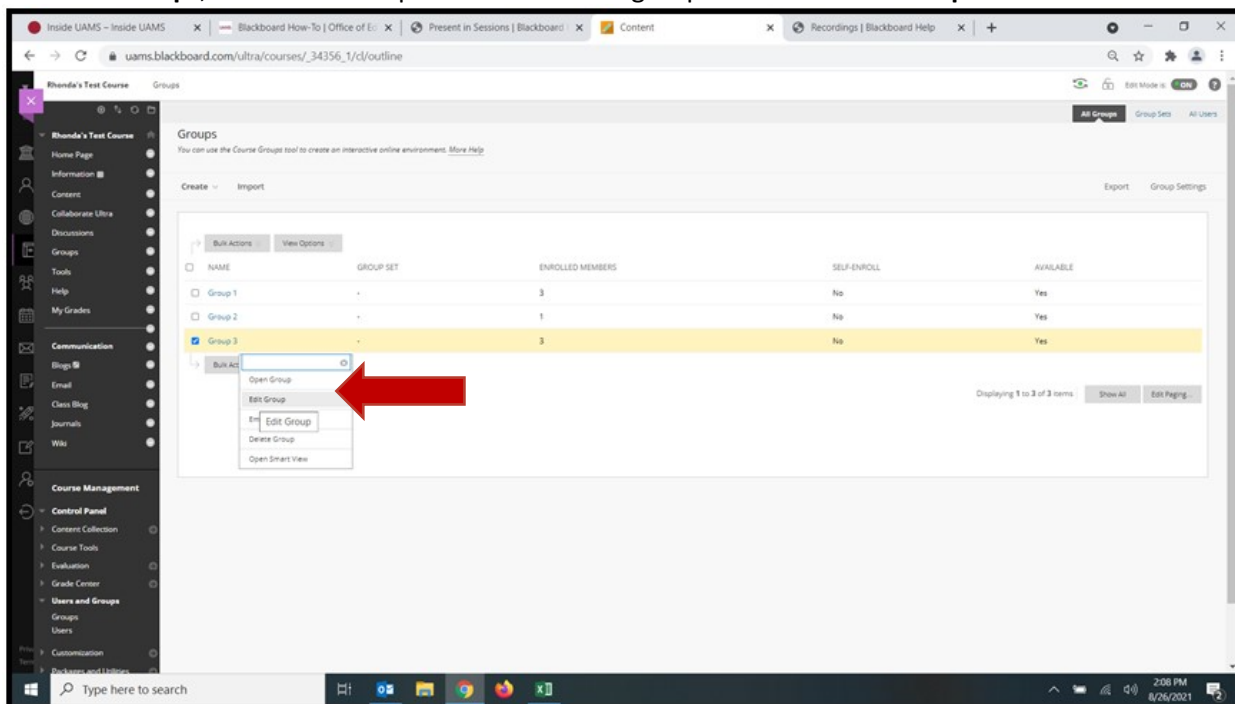 Inside UAMS – Inside UAMS
Blackboard How-To | Office of Ed
Present in Sessions | Blackboard
Content
Recordings | Blackboard Help
uams.blackboard.com/ultra/courses/_34356_1/cl/outline
Rhonda's Test Course Groups
Edit Mode is: ON
All Groups Group Sets All Users
Rhonda's Test Course
Home Page
Information
Content
Collaborate Ultra
Discussions
Groups
Tools
Help
My Grades
Communication
Blogs
Email
Class Blog
Journals
Wiki
Course Management
Control Panel
Content Collection
Course Tools
Evaluation
Grade Center
Users and Groups
Groups
Users
Customization
Packages and Utilities
Groups
You can use the Course Groups tool to create an interactive online environment. More Help
Create Import Export Group Settings
Bulk Actions View Options
NAME GROUP SET ENROLLED MEMBERS SELF-ENROLL AVAILABLE
Group 1 - 3 No Yes
Group 2 - 1 No Yes
Group 3 - 3 No Yes
Bulk Act
Open Group
Edit Group
Em
Edit Group
Delete Group
Open Smart View
Displaying 1 to 3 of 3 items Show All Edit Paging...
Type here to search
2:08 PM
8/26/2021